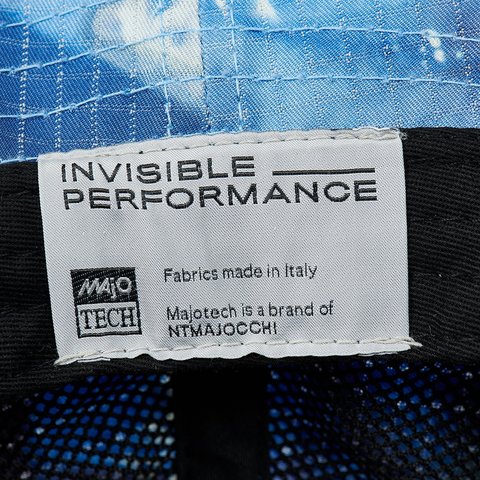 INVISIBLE
PERFORMANCE
MAJO
TECH
Fabrics made in Italy
Majotech is a brand of
NTMAJOCCHI